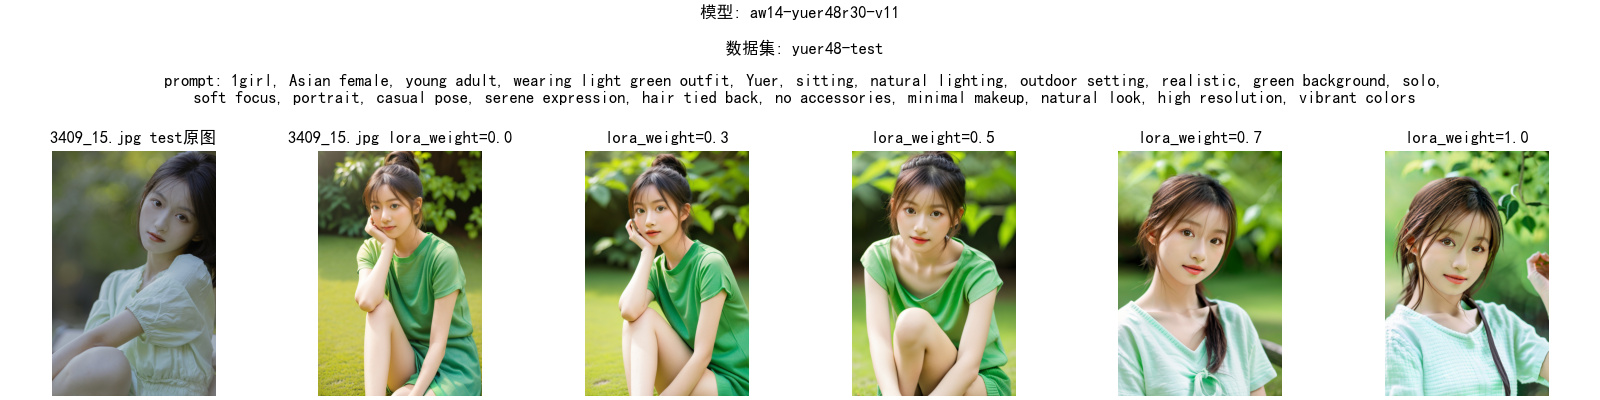 模型: aw14-yuer48r30-v11
数据集: yuer48-test
prompt: 1girl, Asian female, young adult, wearing light green outfit, Yuer, sitting, natural lighting, outdoor setting, realistic, green background, solo,
soft focus, portrait, casual pose, serene expression, hair tied back, no accessories, minimal makeup, natural look, high resolution, vibrant colors
3409_15.jpg test原图
3409_15.jpg lora_weight=0.0
lora_weight=0.3
lora_weight=0.5
lora_weight=0.7
lora_weight=1.0